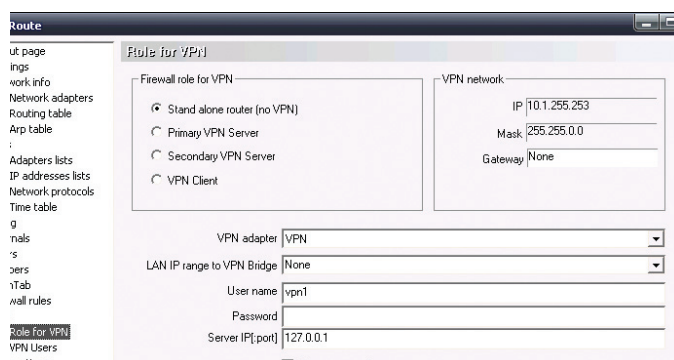 Route
ut page
ings
work info
Network adapters
Routing table
Arp table
s
Adapters lists
IP addresses lists
Network protocols
Time table
g
rnals
rs
pers
nTab
wall rules
Role for VPN
VPN Users
Role for VPN
Firewall role for VPN
Stand alone router (no VPN)
Primary VPN Server
Secondary VPN Server
VPN Client
VPN network
IP 10.1.255.253
Mask 255.255.0.0
Gateway None
VPN adapter VPN
LAN IP range to VPN Bridge None
User name vpn1
Password
Server IP[:port] 127.0.0.1